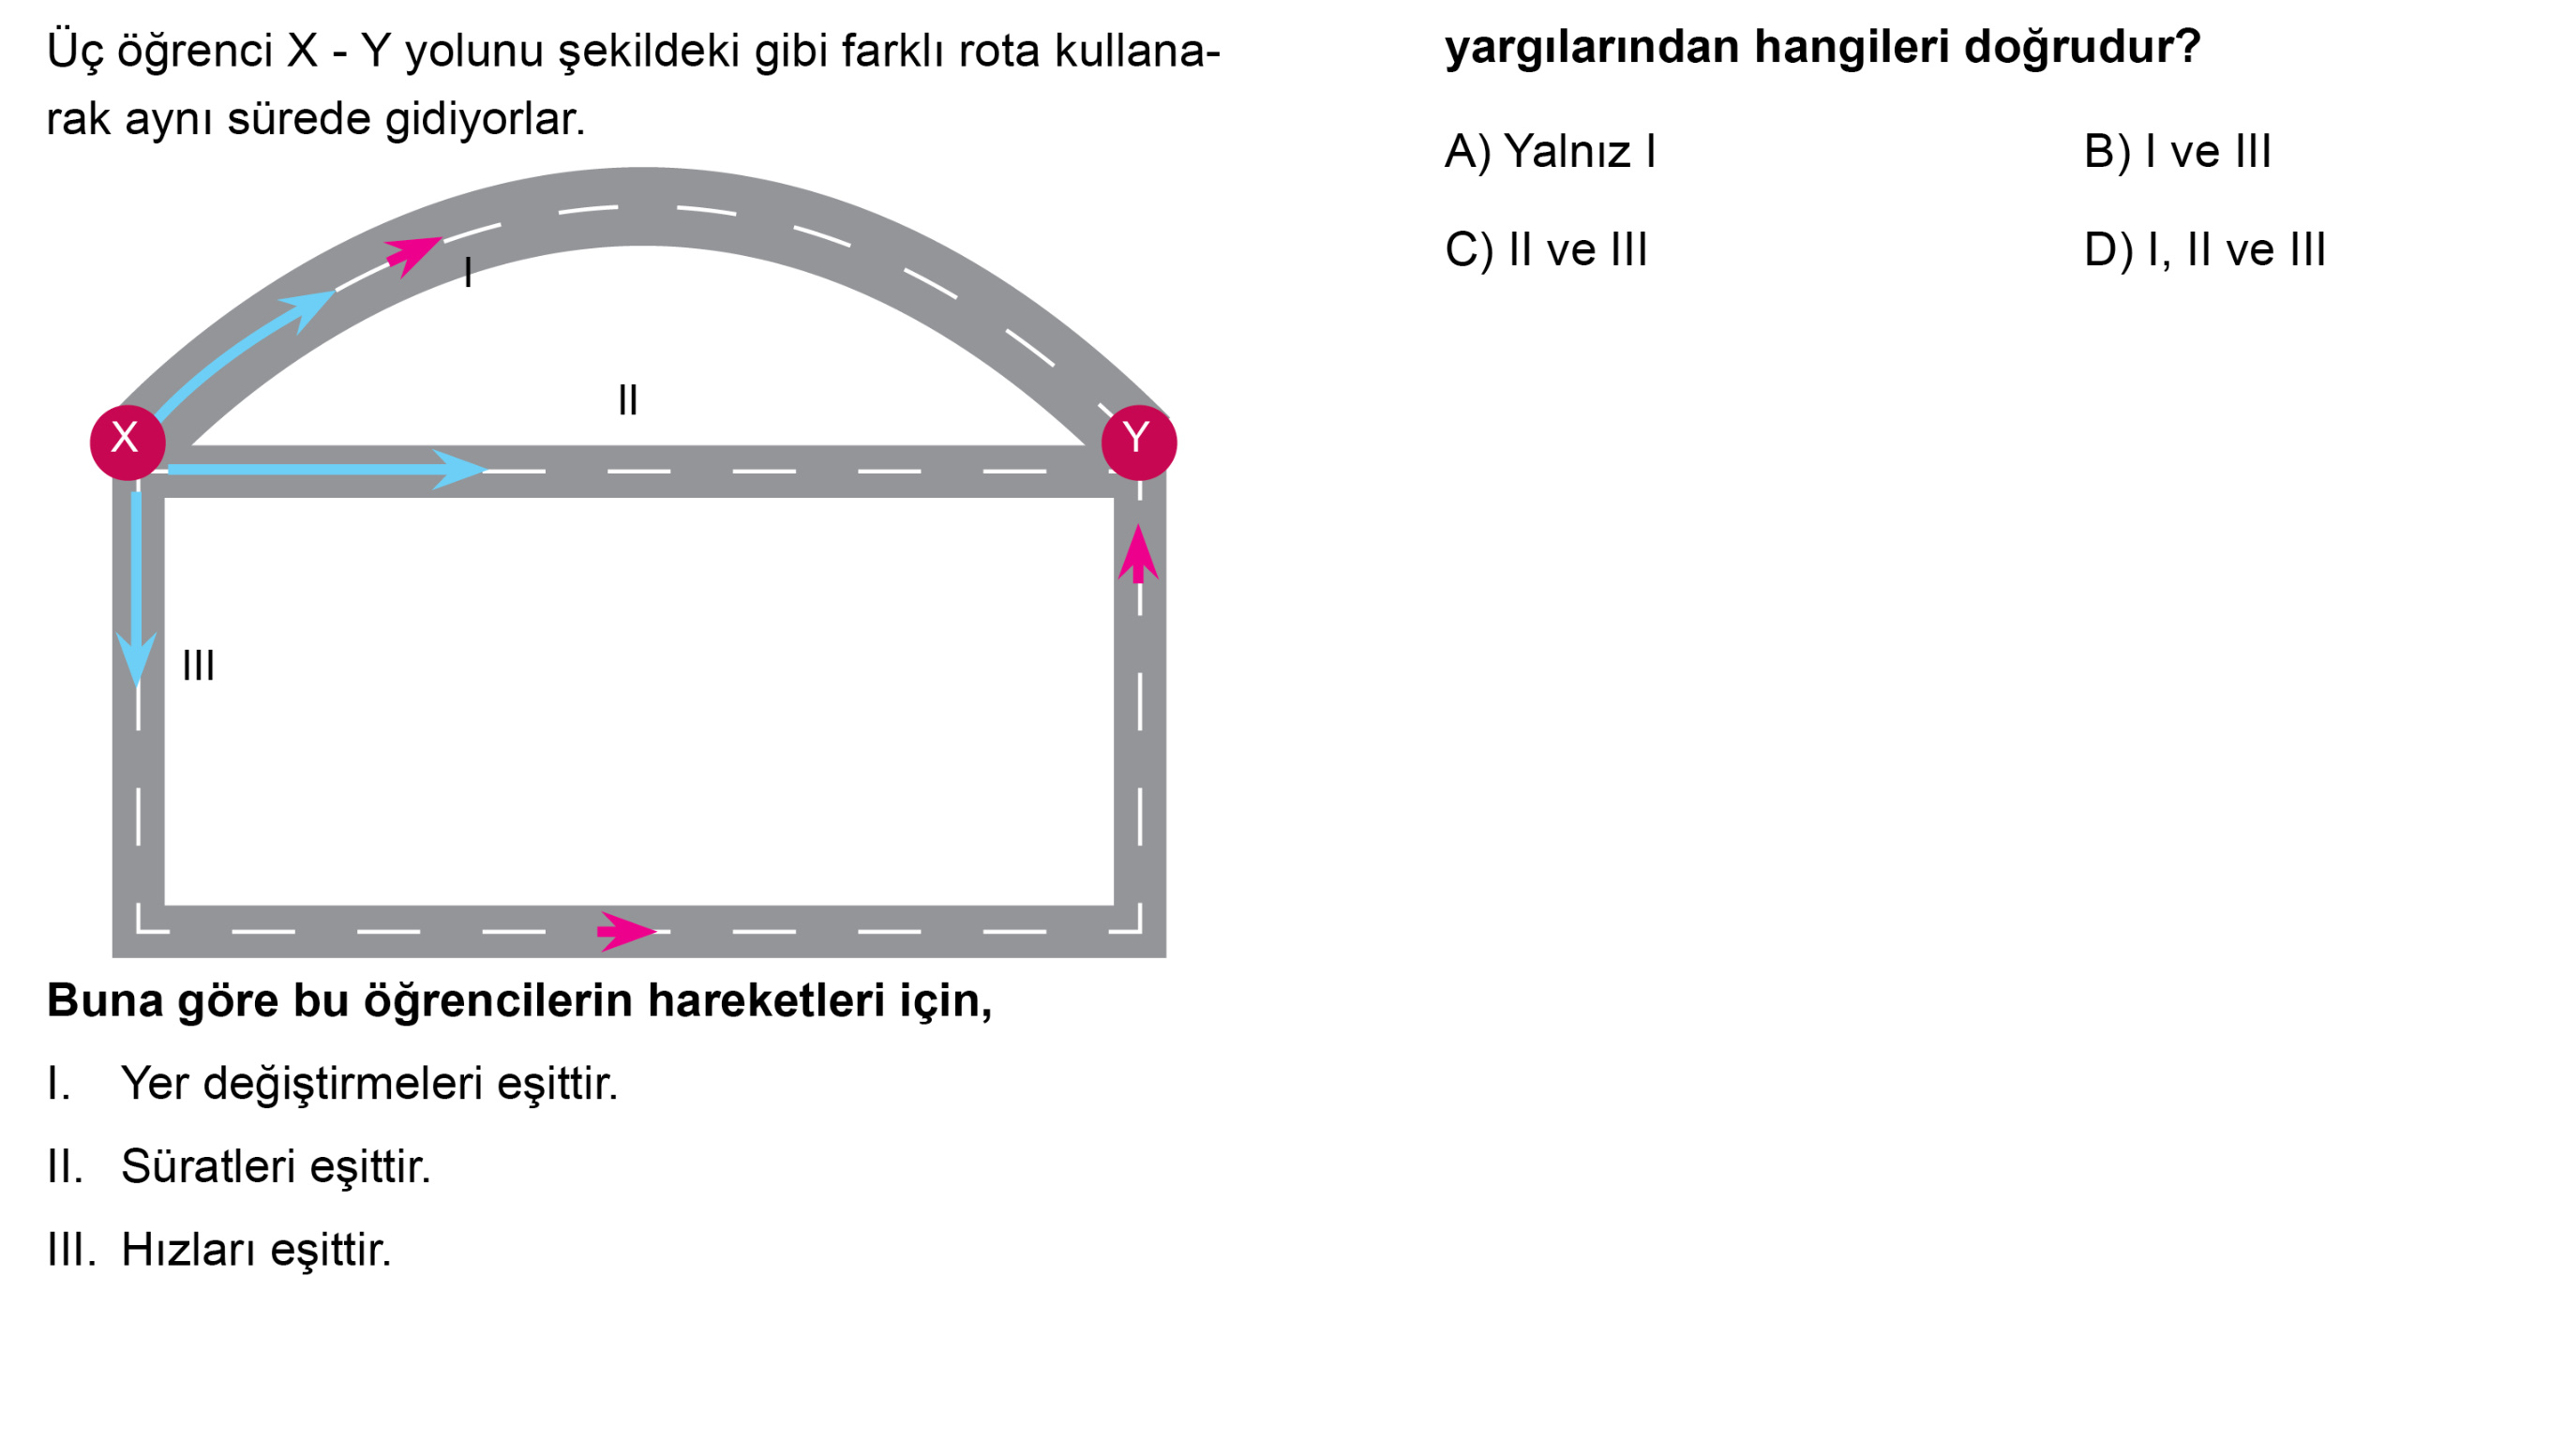 Üç öğrenci X - Y yolunu şekildeki gibi farklı rota kullana-
rak aynı sürede gidiyorlar.
I
II
X
Y
III
Buna göre bu öğrencilerin hareketleri için,
I. Yer değiştirmeleri eşittir.
II. Süratleri eşittir.
III. Hızları eşittir.
yargılarından hangileri doğrudur?
A) Yalnız I
B) I ve III
C) II ve III
D) I, II ve III